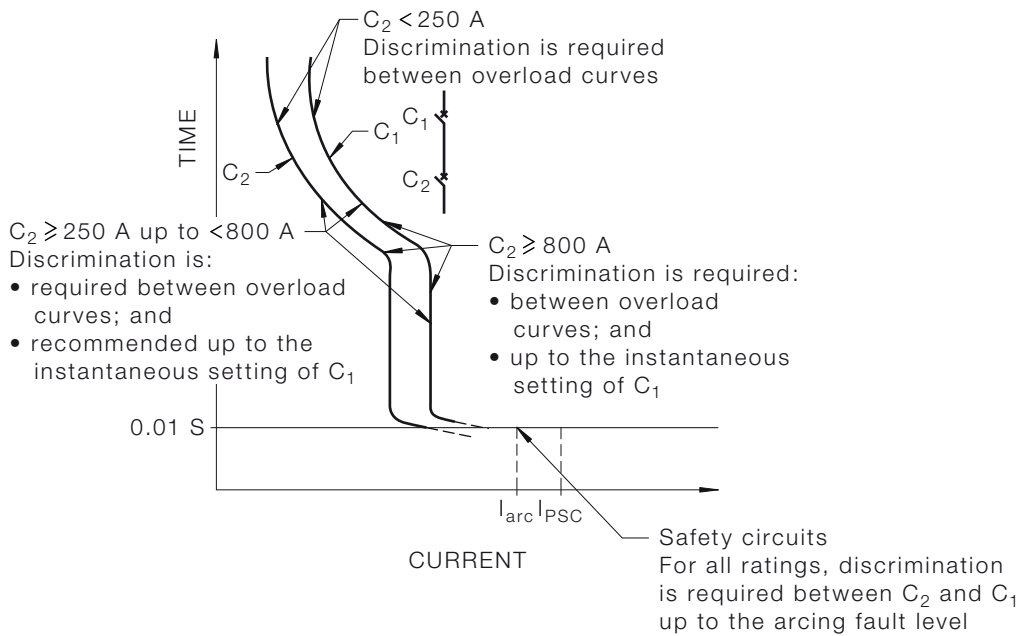 C₂ < 250 A
Discrimination is required
between overload curves
TIME
C₁
C₁
C₂
C₂
C₂ ⩾ 250 A up to <800 A
Discrimination is:
• required between overload
curves; and
• recommended up to the
instantaneous setting of C₁
C₂ ⩾ 800 A
Discrimination is required:
• between overload
curves; and
• up to the instantaneous
setting of C₁
0.01 S
I_arc I_PSC
CURRENT
Safety circuits
For all ratings, discrimination
is required between C₂ and C₁
up to the arcing fault level